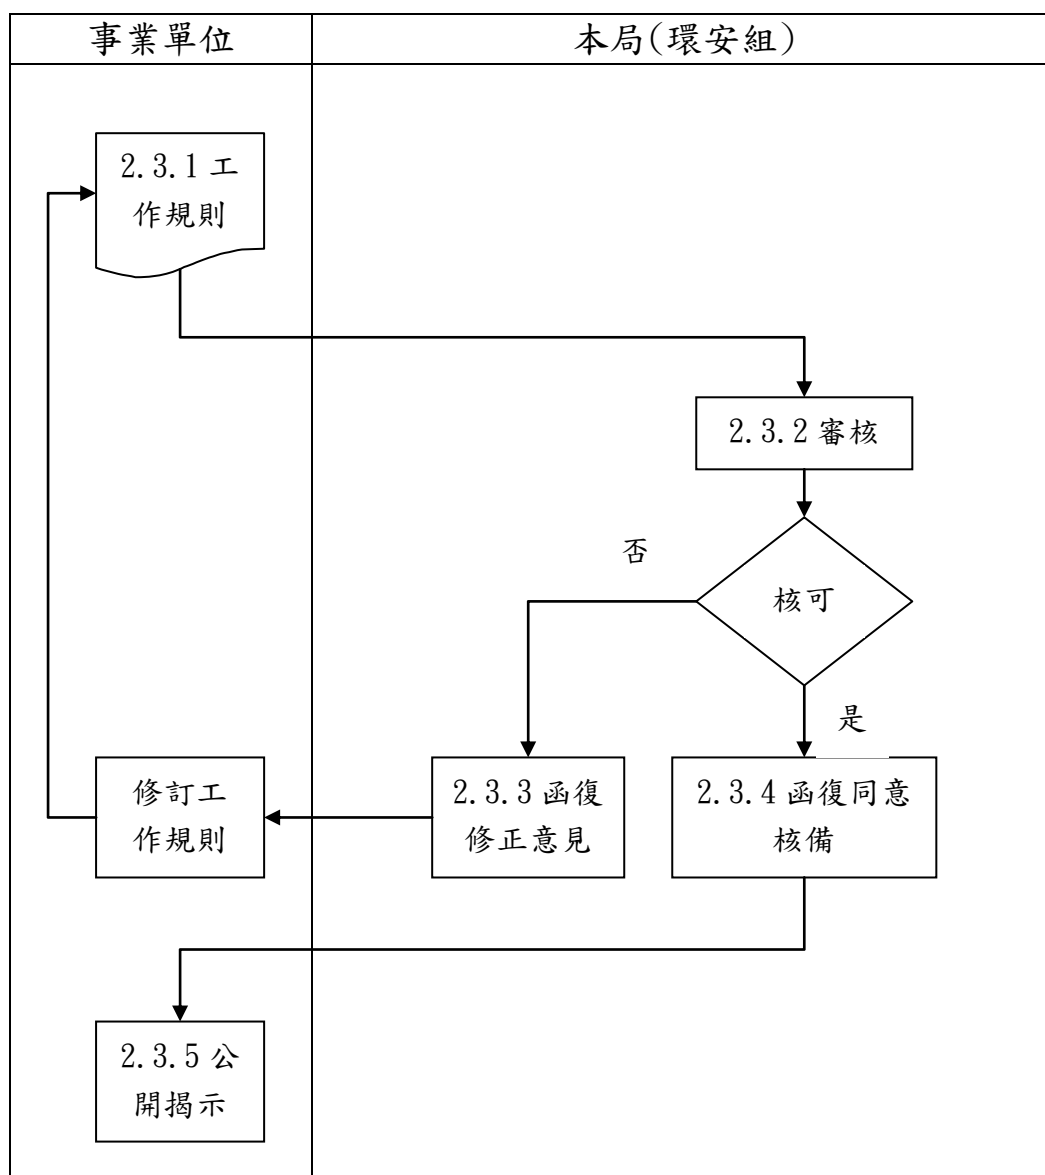 事業單位
本局(環安組)
2.3.1 工
作規則
2.3.2 審核
否
核可
是
修訂工
作規則
2.3.3 函復
修正意見
2.3.4 函復同意
核備
2.3.5 公
開揭示